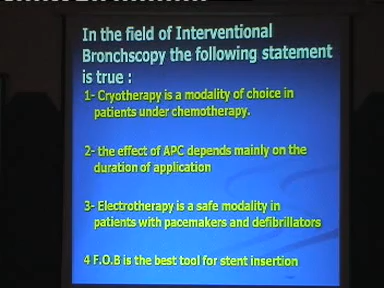 In the field of Interventional
Bronchscopy the following statement
is true :
1- Cryotherapy is a modality of choice in
patients under chemotherapy.
2- the effect of APC depends mainly on the
duration of application
3- Electrotherapy is a safe modality in
patients with pacemakers and defibrillators
4 F.O.B is the best tool for stent insertion